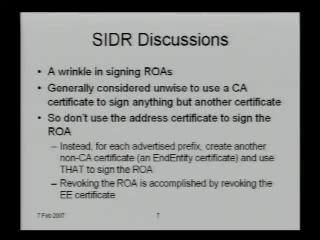 SIDR Discussions
• A wrinkle in signing ROAs
• Generally considered unwise to use a CA
certificate to sign anything but another certificate
• So don't use the address certificate to sign the
ROA
– Instead, for each advertised prefix, create another
non-CA certificate (an EndEntity certificate) and use
THAT to sign the ROA
– Revoking the ROA is accomplished by revoking the
EE certificate
7 Feb 2007
7